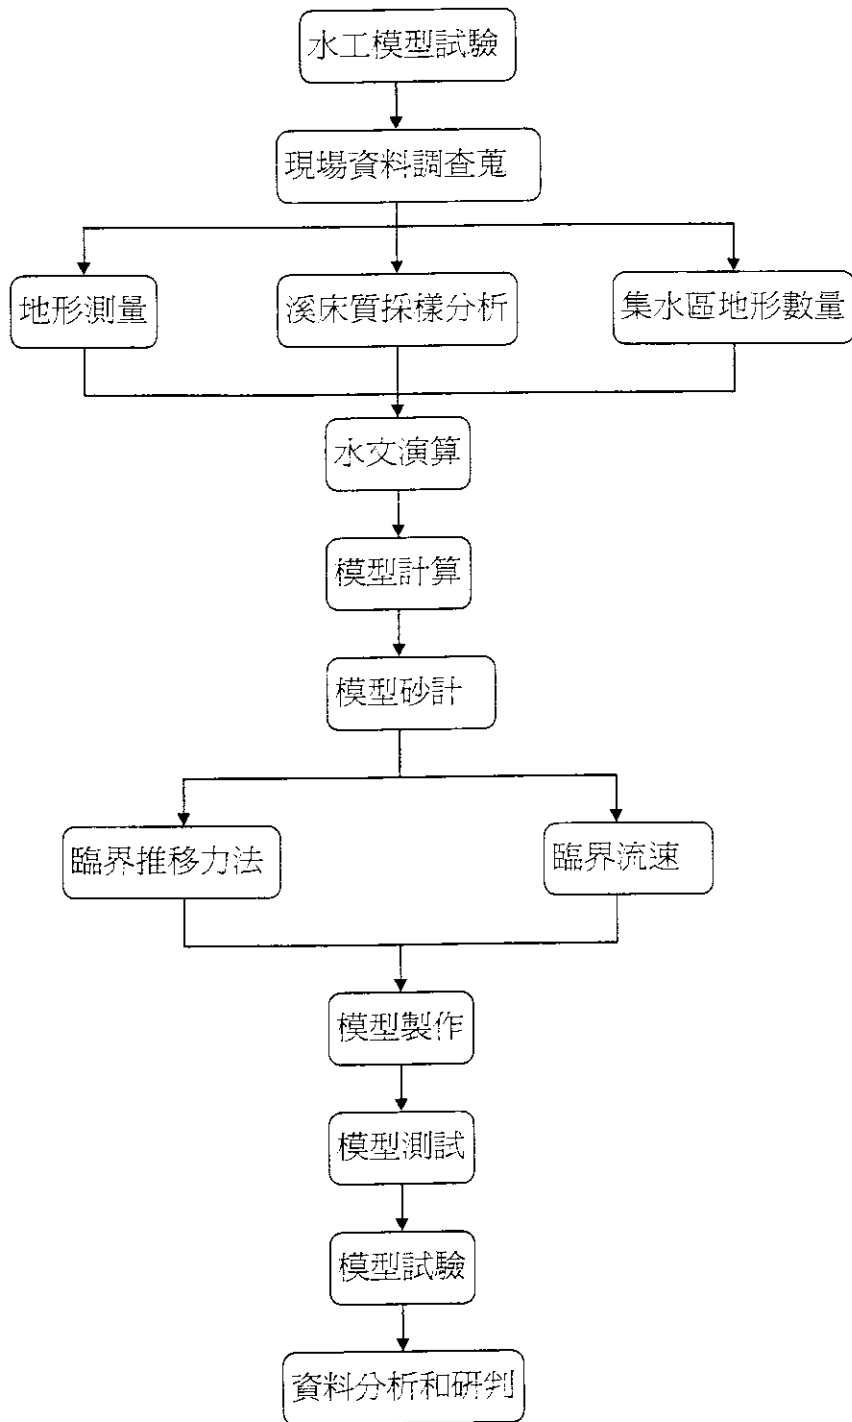 水工模型試驗
現場資料調查蒐
地形測量
溪床質採樣分析
集水區地形數量
水文演算
模型計算
模型砂計
臨界推移力法
臨界流速
模型製作
模型測試
模型試驗
資料分析和研判